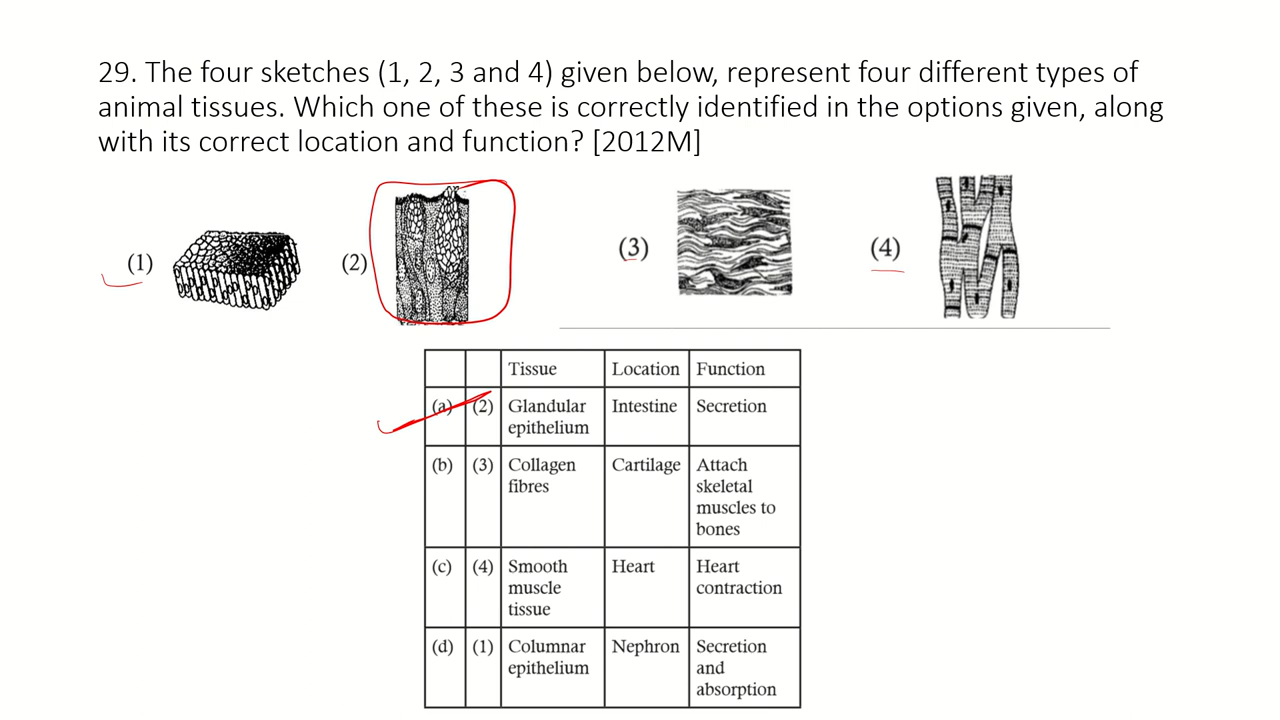 29. The four sketches (1, 2, 3 and 4) given below, represent four different types of
animal tissues. Which one of these is correctly identified in the options given, along
with its correct location and function? [2012M]
(1) (2) (3) (4)
Tissue Location Function
(a) (2) Glandular Intestine Secretion
epithelium
(b) (3) Collagen Cartilage Attach
fibres skeletal
muscles to
bones
(c) (4) Smooth Heart Heart
muscle contraction
tissue
(d) (1) Columnar Nephron Secretion
epithelium and
absorption